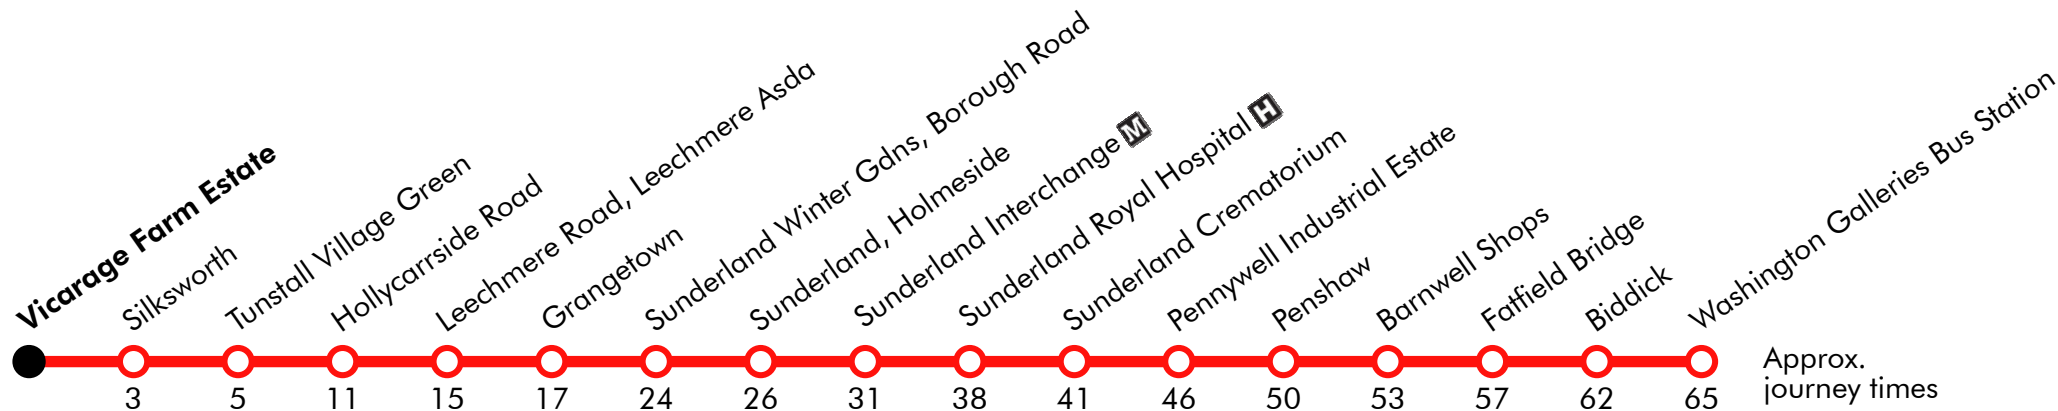 Vicarage Farm Estate
Silksworth
Tunstall Village Green
Hollycarrside Road
Leechmere Road, Leechmere Asda
Grangetown
Sunderland Winter Gdns, Borough Road
Sunderland, Holmeside
Sunderland Interchange M
Sunderland Royal Hospital H
Sunderland Crematorium
Pennywell Industrial Estate
Penshaw
Barnwell Shops
Fatfield Bridge
Biddick
Washington Galleries Bus Station
3 5 11 15 17 24 26 31 38 41 46 50 53 57 62 65
Approx.
journey times